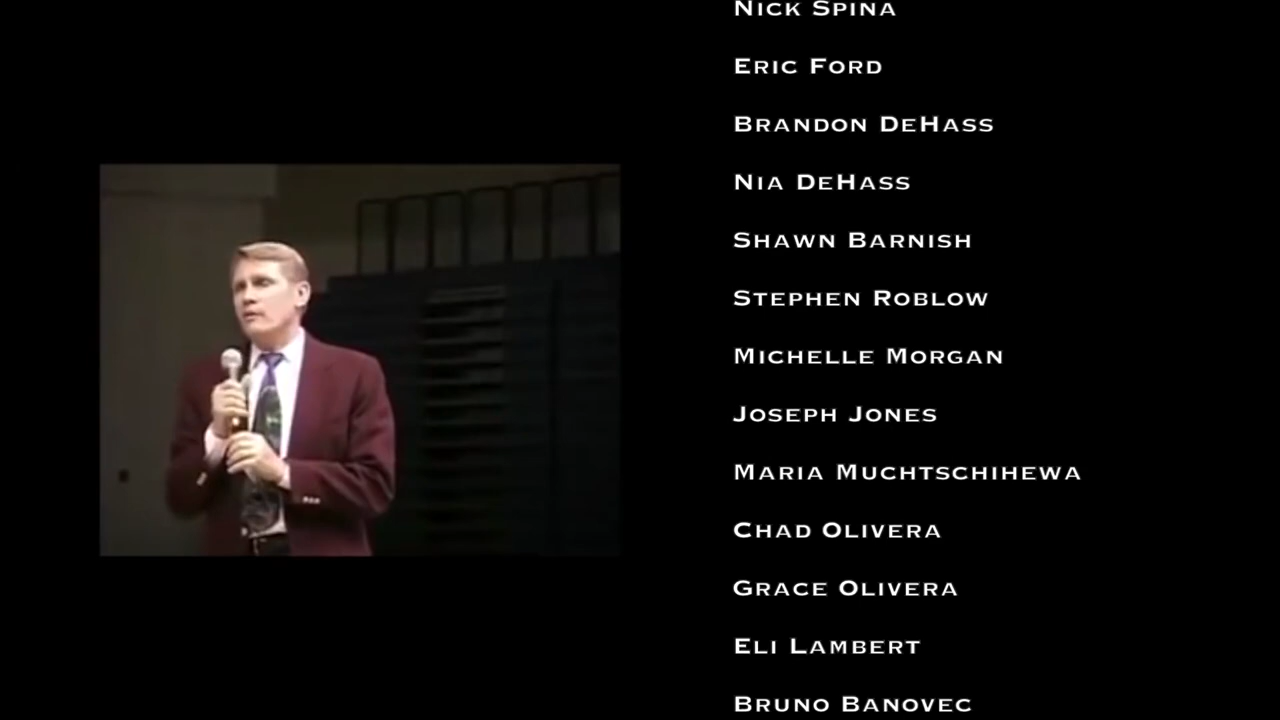 Nick Spina
Eric Ford
Brandon DeHass
Nia DeHass
Shawn Barnish
Stephen Roblow
Michelle Morgan
Joseph Jones
Maria Muchtschihewa
Chad Olivera
Grace Olivera
Eli Lambert
Bruno Banovec